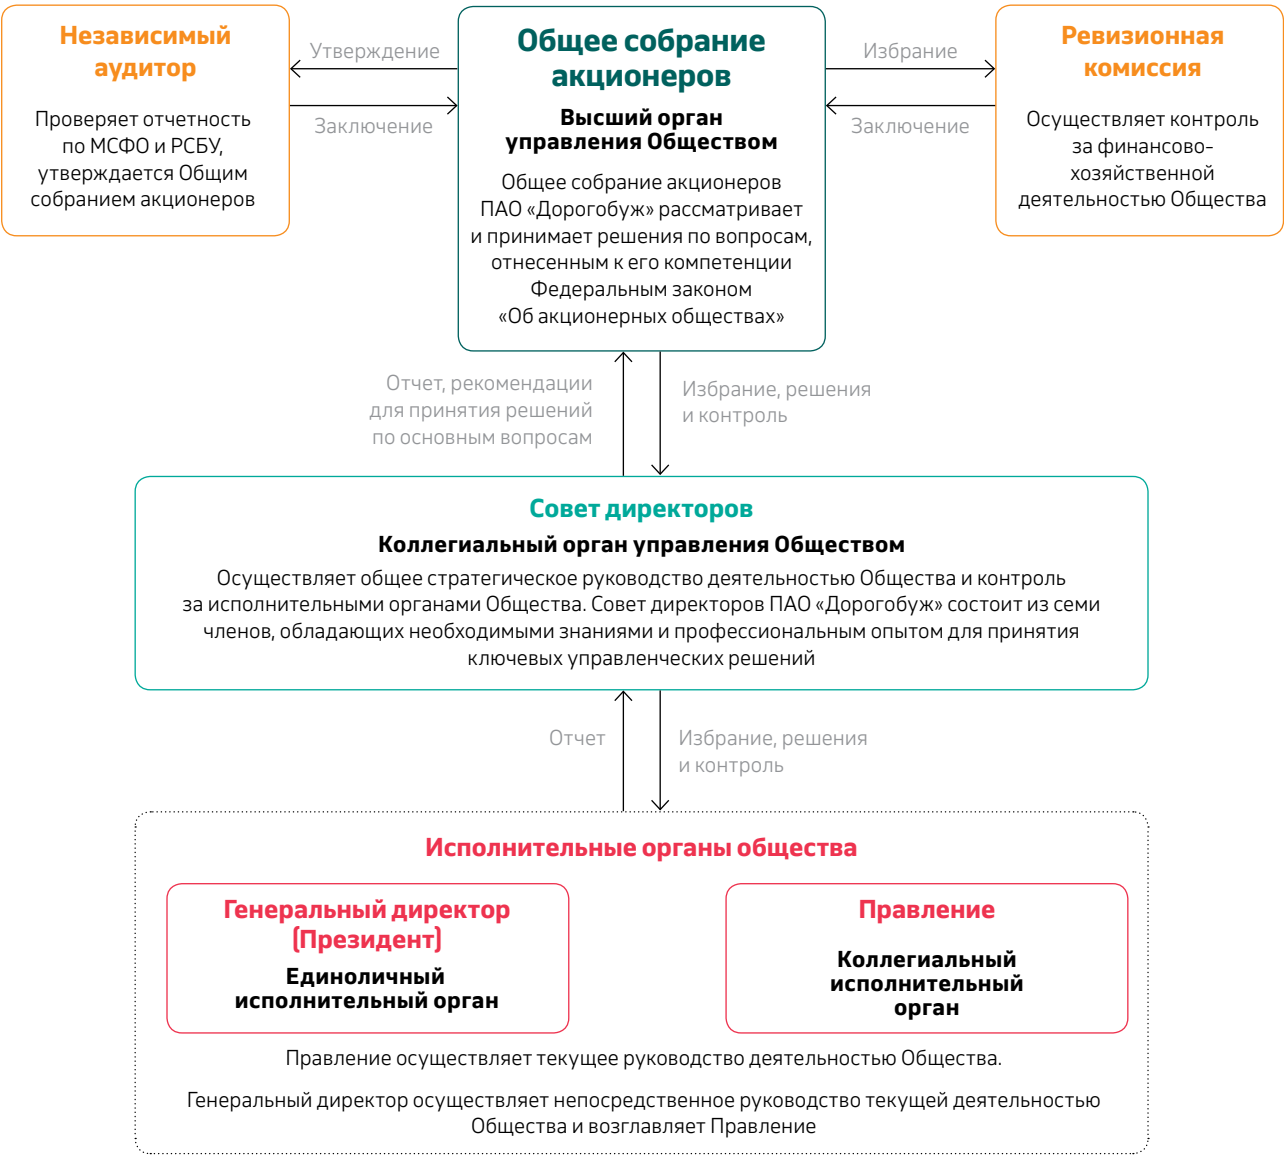 Независимый
аудитор
Проверяет отчетность
по МСФО и РСБУ,
утверждается Общим
собранием акционеров
Утверждение
Заключение
Общее собрание
акционеров
Высший орган
управления Обществом
Общее собрание акционеров
ПАО «Дорогобуж» рассматривает
и принимает решения по вопросам,
отнесенным к его компетенции
Федеральным законом
«Об акционерных обществах»
Избрание
Заключение
Ревизионная
комиссия
Осуществляет контроль
за финансово-
хозяйственной
деятельностью Общества
Отчет, рекомендации
для принятия решений
по основным вопросам
Избрание, решения
и контроль
Совет директоров
Коллегиальный орган управления Обществом
Осуществляет общее стратегическое руководство деятельностью Общества и контроль
за исполнительными органами Общества. Совет директоров ПАО «Дорогобуж» состоит из семи
членов, обладающих необходимыми знаниями и профессиональным опытом для принятия
ключевых управленческих решений
Отчет
Избрание, решения
и контроль
Исполнительные органы общества
Генеральный директор
(Президент)
Единоличный
исполнительный орган
Правление
Коллегиальный
исполнительный
орган
Правление осуществляет текущее руководство деятельностью Общества.
Генеральный директор осуществляет непосредственное руководство текущей деятельностью
Общества и возглавляет Правление